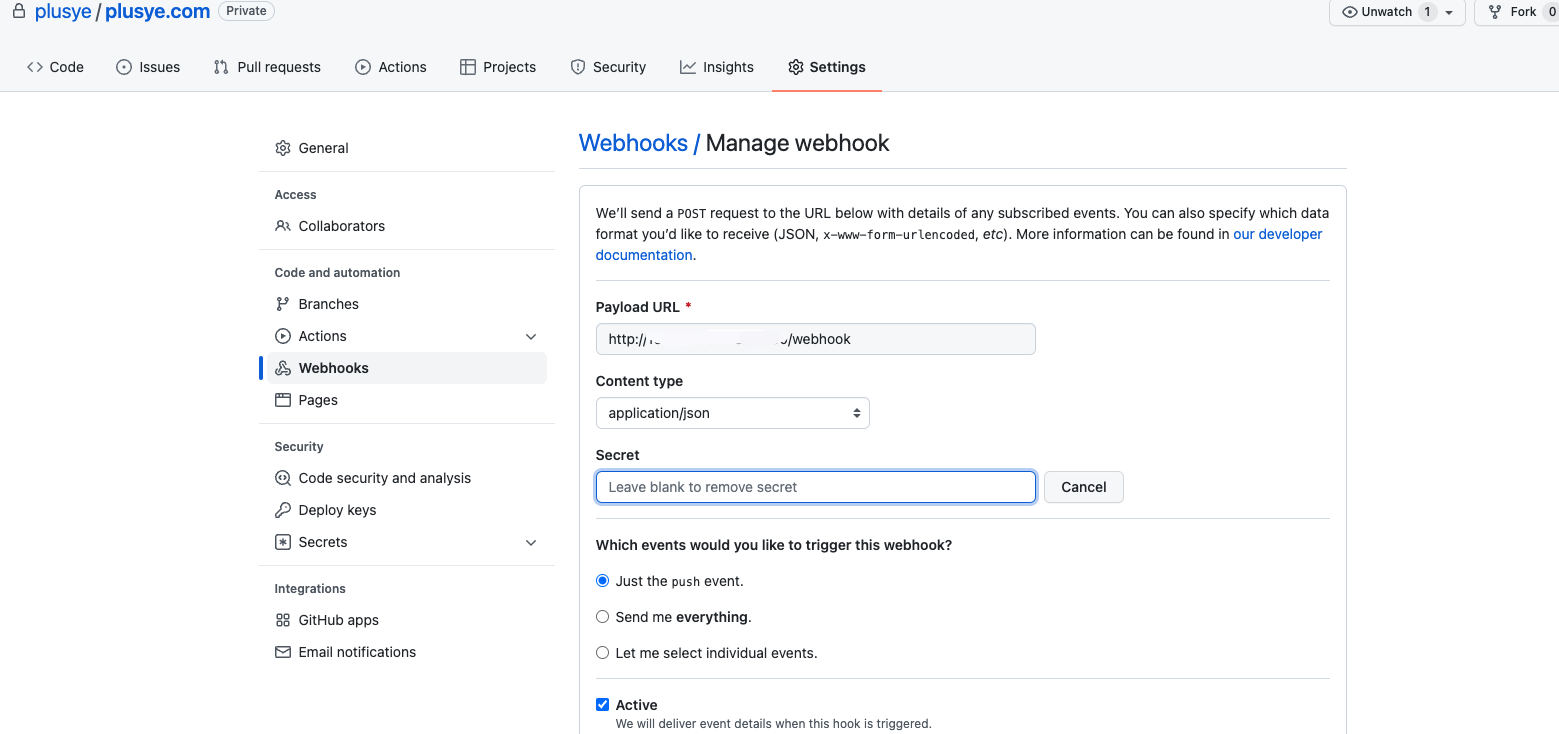 plusye / plusye.com Private
Unwatch 1
Fork 0
Code
Issues
Pull requests
Actions
Projects
Security
Insights
Settings
General
Access
Collaborators
Code and automation
Branches
Actions
Webhooks
Pages
Security
Code security and analysis
Deploy keys
Secrets
Integrations
GitHub apps
Email notifications
Webhooks / Manage webhook
We’ll send a POST request to the URL below with details of any subscribed events. You can also specify which data
format you’d like to receive (JSON, x-www-form-urlencoded, etc). More information can be found in our developer
documentation.
Payload URL *
http:// /webhook
Content type
application/json
Secret
Leave blank to remove secret
Cancel
Which events would you like to trigger this webhook?
Just the push event.
Send me everything.
Let me select individual events.
Active
We will deliver event details when this hook is triggered.